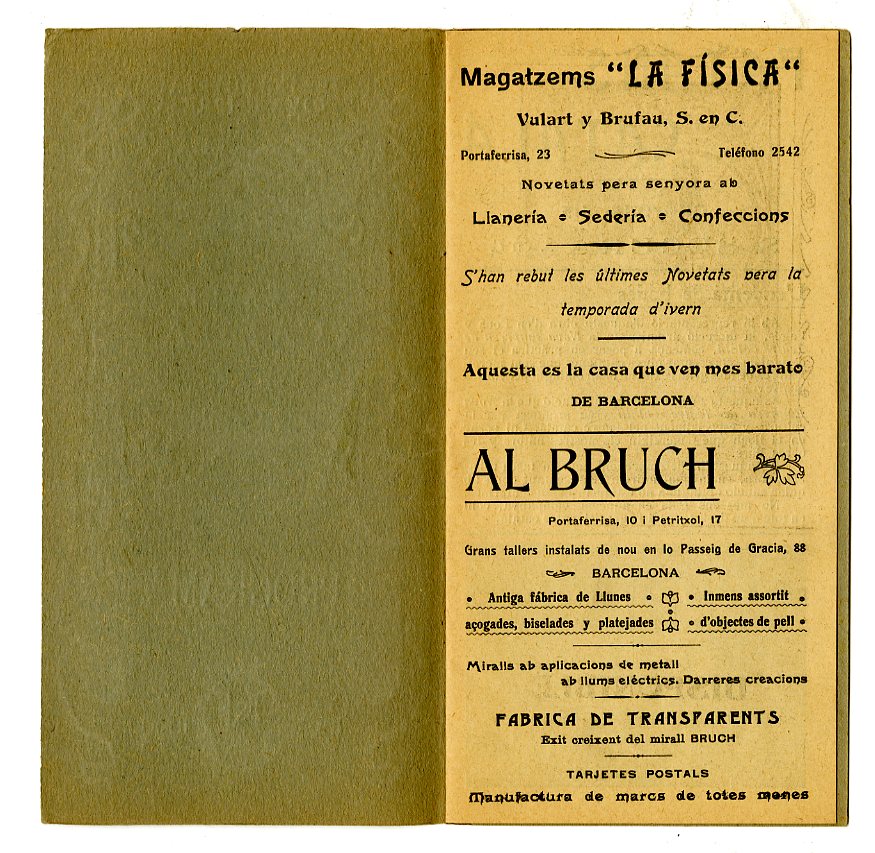 Magatzems "LA FÍSICA"
Vulart y Brufau, S. en C.
Portaferrisa, 23 Teléfono 2542
Novetats pera senyora ab
Llanería Sedería Confeccions
S'han rebut les últimes Novetats pera la
temporada d'ivern
Aquesta es la casa que ven mes barato
DE BARCELONA
AL BRUCH
Portaferrisa, 10 i Petritxol, 17
Grans tallers instalats de nou en lo Passeig de Gracia, 88
BARCELONA
• Antiga fábrica de Llunes • • Inmens assortit •
açogades, biselades y platejades • d'objectes de pell •
Miralls ab aplicacions de metall
ab llums eléctrics. Darreres creacions
FABRICA DE TRANSPARENTS
Exit creixent del mirall BRUCH
TARJETES POSTALS
Manufactura de marcs de totes menes